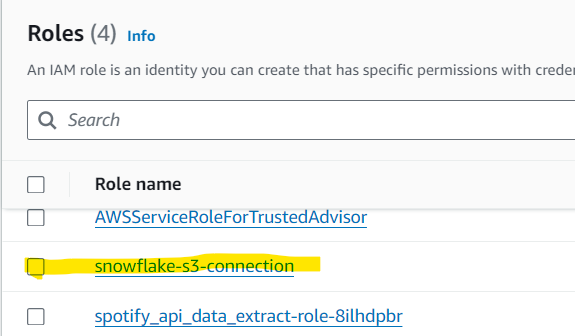 Roles (4) Info
An IAM role is an identity you can create that has specific permissions with creder
Search
Role name
AWSServiceRoleForTrustedAdvisor
snowflake-s3-connection
spotify_api_data_extract-role-8ilhdpbr